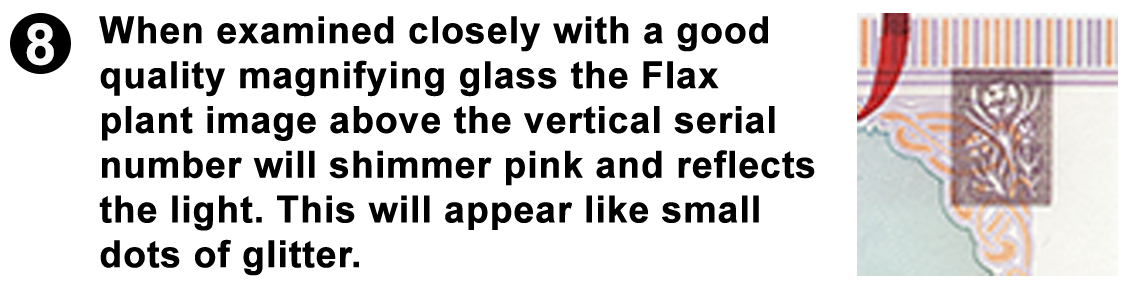 8
When examined closely with a good
quality magnifying glass the Flax
plant image above the vertical serial
number will shimmer pink and reflects
the light. This will appear like small
dots of glitter.